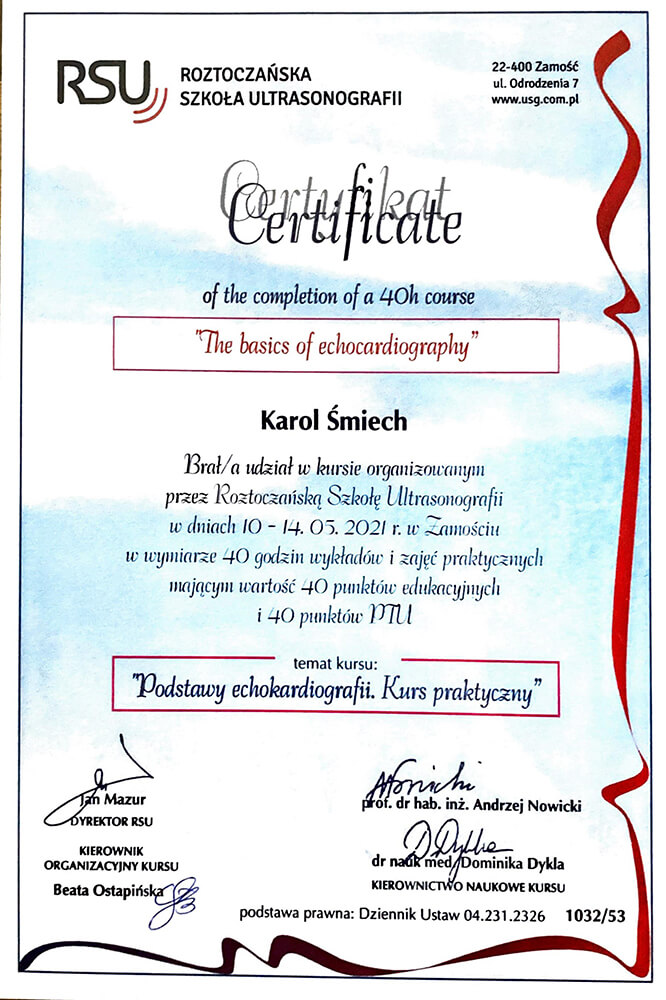 RSU
ROZTOCZAŃSKA
SZKOŁA ULTRASONOGRAFII
22-400 Zamość
ul. Odrodzenia 7
www.usg.com.pl
Certyfikat
Certificate
of the completion of a 40h course
"The basics of echocardiography"
Karol Śmiech
Brał/a udział w kursie organizowanym
przez Roztoczańską Szkołę Ultrasonografii
w dniach 10 - 14. 05. 2021 r. w Zamościu
w wymiarze 40 godzin wykładów i zajęć praktycznych
mającym wartość 40 punktów edukacyjnych
i 40 punktów PTU
temat kursu:
"Podstawy echokardiografii. Kurs praktyczny"
Jan Mazur
DYREKTOR RSU
KIEROWNIK
ORGANIZACYJNY KURSU
Beata Ostapińska
ANowicki
prof. dr hab. inż. Andrzej Nowicki
D Dykla
dr nauk med. Dominika Dykla
KIEROWNICTWO NAUKOWE KURSU
podstawa prawna: Dziennik Ustaw 04.231.2326 1032/53